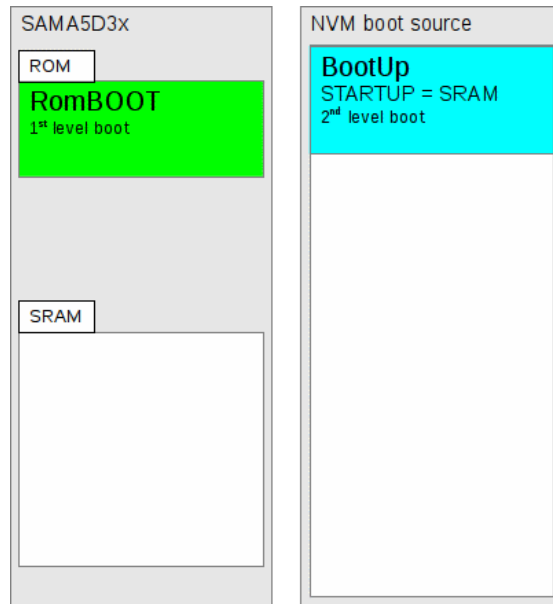 SAMA5D3x
ROM
RomBOOT
1st level boot
SRAM
NVM boot source
BootUp
STARTUP = SRAM
2nd level boot